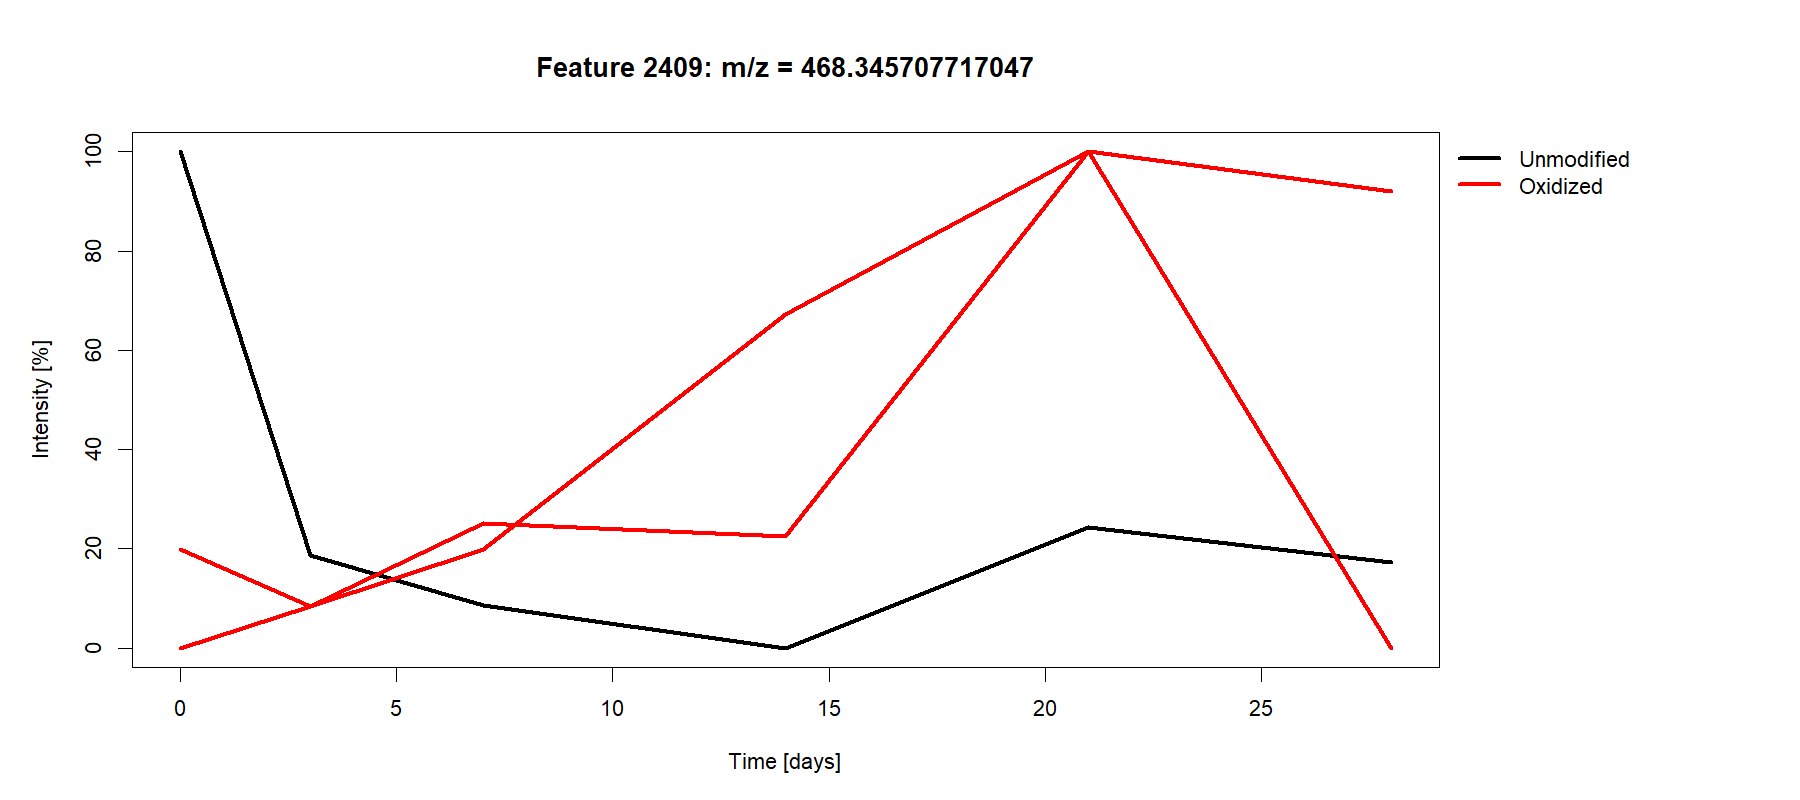 Feature 2409: m/z = 468.345707717047
Unmodified
Oxidized
100
80
60
40
20
0
Intensity [%]
0 5 10 15 20 25
Time [days]